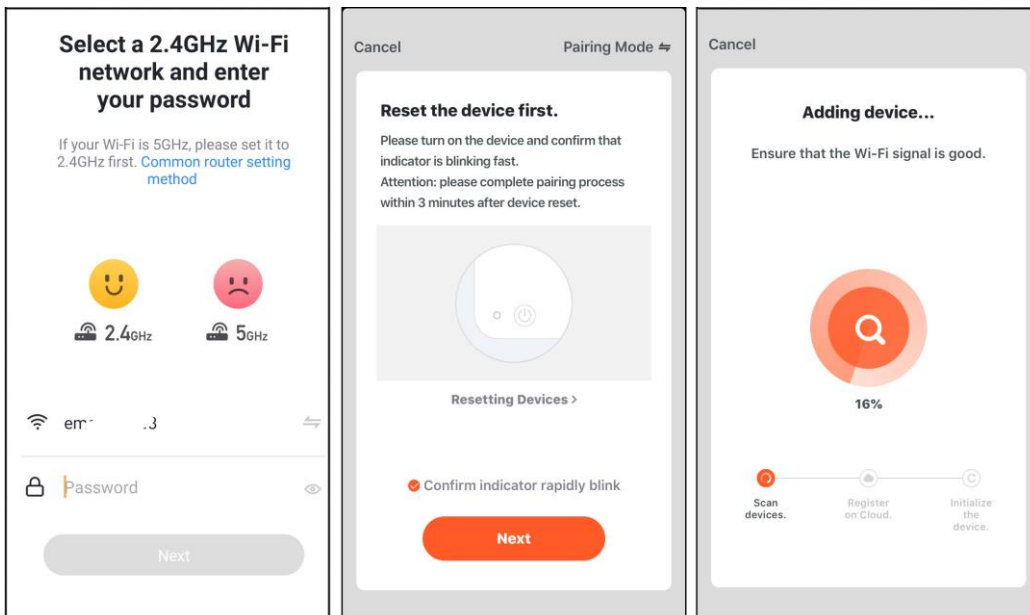 Select a 2.4GHz Wi-Fi
network and enter
your password
If your Wi-Fi is 5GHz, please set it to
2.4GHz first. Common router setting
method
2.4GHz
5GHz
Password
Next
Cancel
Pairing Mode ⇋
Reset the device first.
Please turn on the device and confirm that
indicator is blinking fast.
Attention: please complete pairing process
within 3 minutes after device reset.
Resetting Devices >
Confirm indicator rapidly blink
Next
Cancel
Adding device...
Ensure that the Wi-Fi signal is good.
16%
Scan
devices.
Register
on Cloud.
Initialize
the
device.